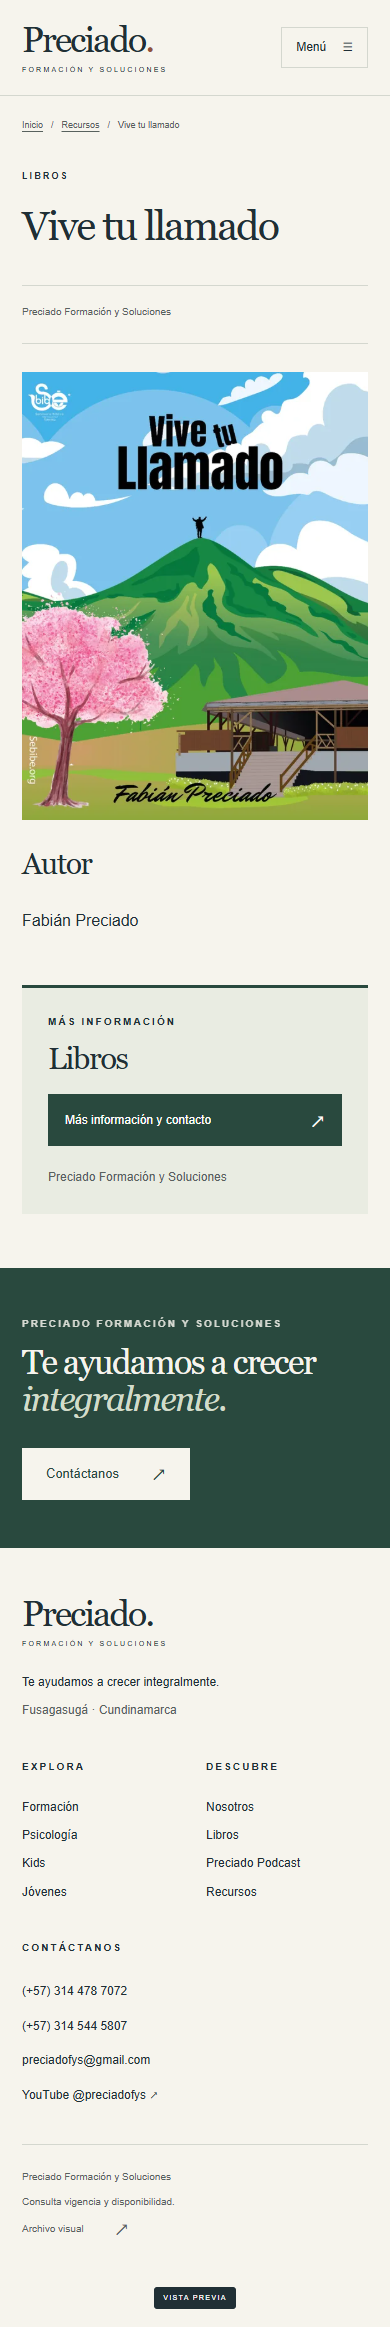 Preciado.
FORMACIÓN Y SOLUCIONES
Menú ☰
Inicio / Recursos / Vive tu llamado
LIBROS
Vive tu llamado
Preciado Formación y Soluciones
Vive tu
Llamado
Sebibe.org
Fabián Preciado
Autor
Fabián Preciado
MÁS INFORMACIÓN
Libros
Más información y contacto ↗
Preciado Formación y Soluciones
PRECIADO FORMACIÓN Y SOLUCIONES
Te ayudamos a crecer
integralmente.
Contáctanos ↗
Preciado.
FORMACIÓN Y SOLUCIONES
Te ayudamos a crecer integralmente.
Fusagasugá · Cundinamarca
EXPLORA
Formación
Psicología
Kids
Jóvenes
DESCUBRE
Nosotros
Libros
Preciado Podcast
Recursos
CONTÁCTANOS
(+57) 314 478 7072
(+57) 314 544 5807
preciadofys@gmail.com
YouTube @preciadofys ↗
Preciado Formación y Soluciones
Consulta vigencia y disponibilidad.
Archivo visual ↗
VISTA PREVIA